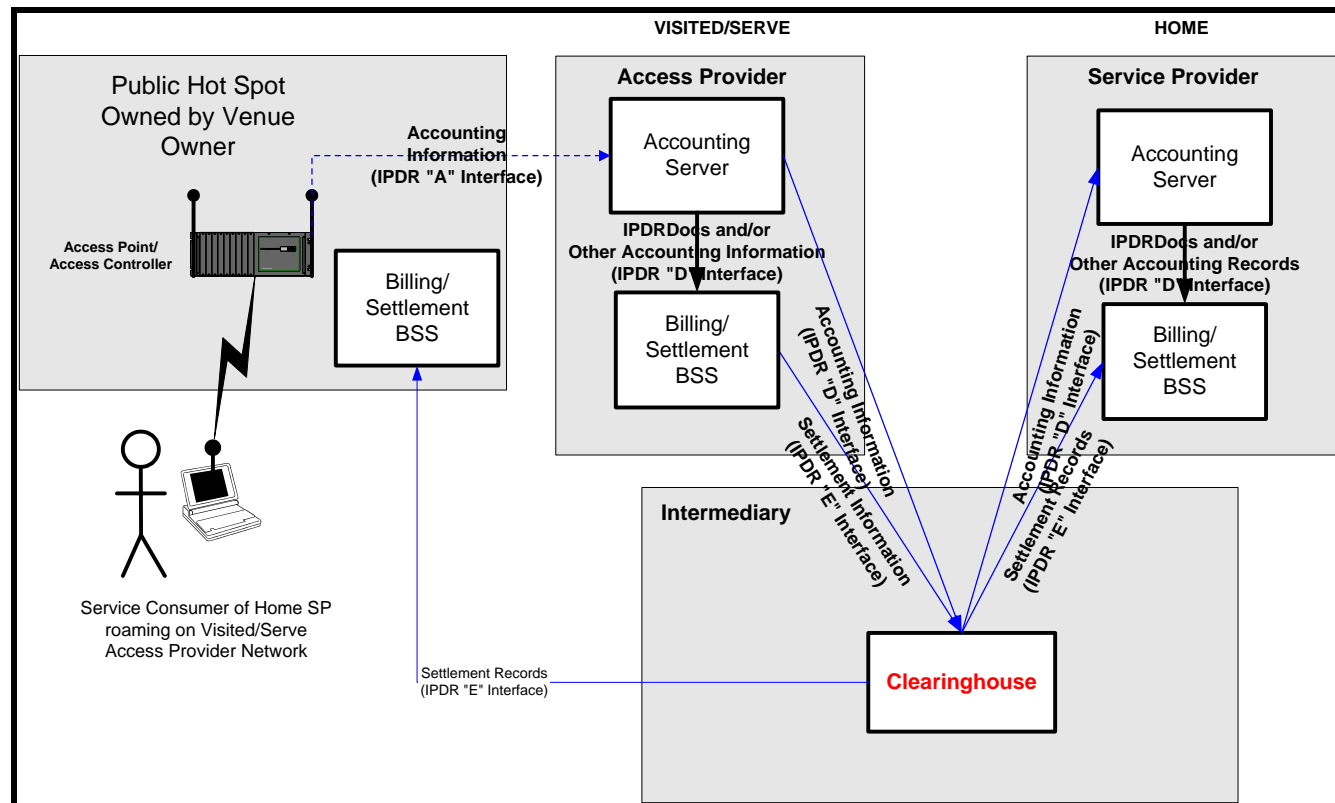 VISITED/SERVE
HOME
Public Hot Spot
Owned by Venue
Owner
Access Point/
Access Controller
Billing/
Settlement
BSS
Accounting
Information
(IPDR "A" Interface)
Access Provider
Accounting
Server
IPDRDocs and/or
Other Accounting Information
(IPDR "D" Interface)
Billing/
Settlement
BSS
Accounting Information
(IPDR "D" Interface)
Settlement Information
(IPDR "E" Interface)
Service Provider
Accounting
Server
IPDRDocs and/or
Other Accounting Records
(IPDR "D" Interface)
Billing/
Settlement
BSS
Accounting Information
(IPDR "D" Interface)
Settlement Records
(IPDR "E" Interface)
Intermediary
Clearinghouse
Settlement Records
(IPDR "E" Interface)
Service Consumer of Home SP
roaming on Visited/Serve
Access Provider Network